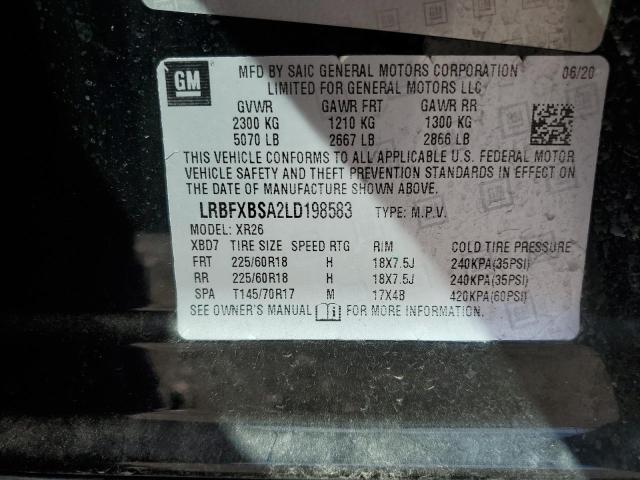 GM
MFD BY SAIC GENERAL MOTORS CORPORATION 06/20
LIMITED FOR GENERAL MOTORS LLC
GVWR GAWR FRT GAWR RR
2300 KG 1210 KG 1300 KG
5070 LB 2667 LB 2866 LB
THIS VEHICLE CONFORMS TO ALL APPLICABLE U.S. FEDERAL MOTOR
VEHICLE SAFETY AND THEFT PREVENTION STANDARDS IN EFFECT ON
THE DATE OF MANUFACTURE SHOWN ABOVE.
LRBFXBSA2LD198583 TYPE: M.P.V.
MODEL: XR26
XBD7 TIRE SIZE SPEED RTG RIM COLD TIRE PRESSURE
FRT 225/60R18 H 18X7.5J 240KPA(35PSI)
RR 225/60R18 H 18X7.5J 240KPA(35PSI)
SPA T145/70R17 M 17X4B 420KPA(60PSI)
SEE OWNER'S MANUAL FOR MORE INFORMATION.